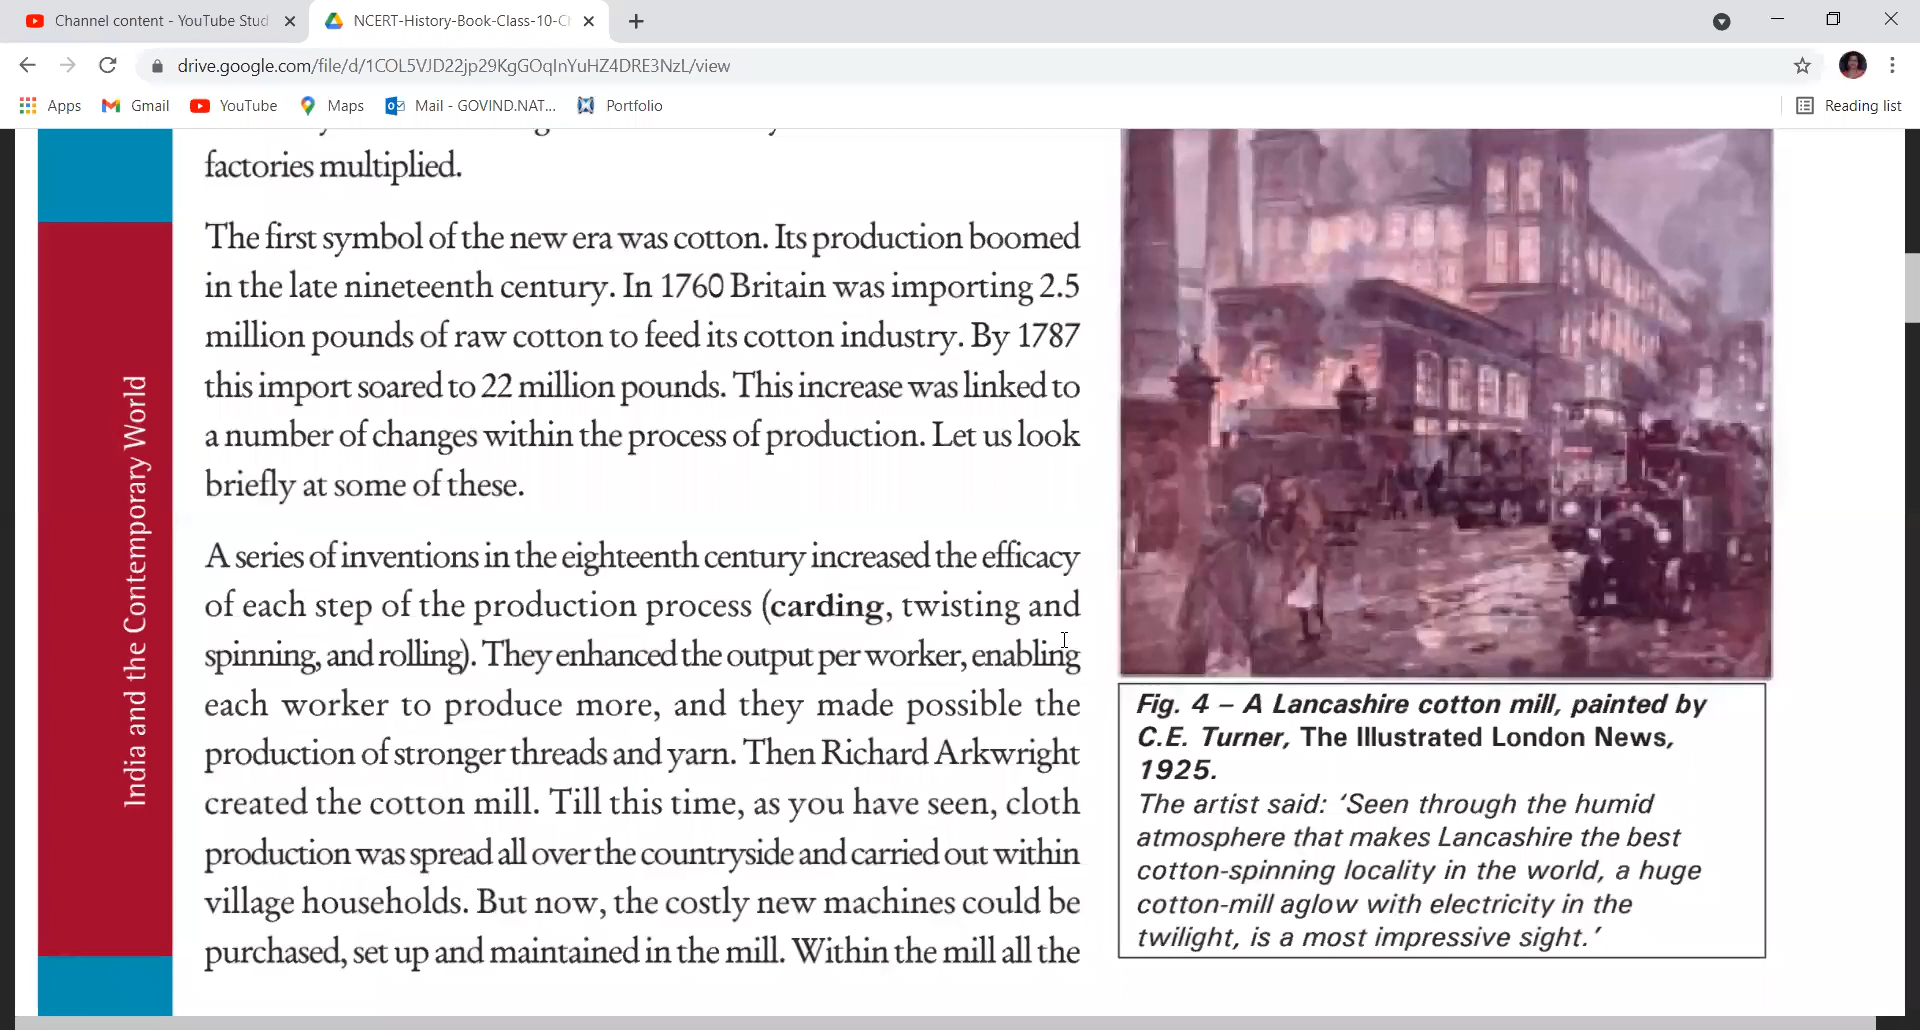 Channel content - YouTube Stud
NCERT-History-Book-Class-10-C
drive.google.com/file/d/1COL5VJD22jp29KgGOqInYuHZ4DRE3NzL/view
Apps
Gmail
YouTube
Maps
Mail - GOVIND.NAT...
Portfolio
Reading list
India and the Contemporary World
factories multiplied.
The first symbol of the new era was cotton. Its production boomed
in the late nineteenth century. In 1760 Britain was importing 2.5
million pounds of raw cotton to feed its cotton industry. By 1787
this import soared to 22 million pounds. This increase was linked to
a number of changes within the process of production. Let us look
briefly at some of these.
A series of inventions in the eighteenth century increased the efficacy
of each step of the production process (carding, twisting and
spinning, and rolling). They enhanced the output per worker, enabling
each worker to produce more, and they made possible the
production of stronger threads and yarn. Then Richard Arkwright
created the cotton mill. Till this time, as you have seen, cloth
production was spread all over the countryside and carried out within
village households. But now, the costly new machines could be
purchased, set up and maintained in the mill. Within the mill all the
Fig. 4 – A Lancashire cotton mill, painted by
C.E. Turner, The Illustrated London News,
1925.
The artist said: ‘Seen through the humid
atmosphere that makes Lancashire the best
cotton-spinning locality in the world, a huge
cotton-mill aglow with electricity in the
twilight, is a most impressive sight.’